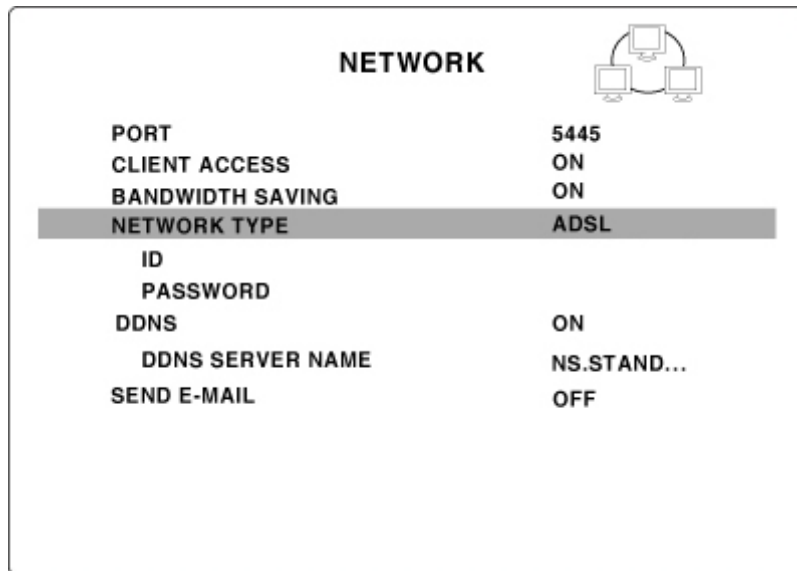 NETWORK
PORT 5445
CLIENT ACCESS ON
BANDWIDTH SAVING ON
NETWORK TYPE ADSL
ID
PASSWORD
DDNS ON
DDNS SERVER NAME NS.STAND...
SEND E-MAIL OFF